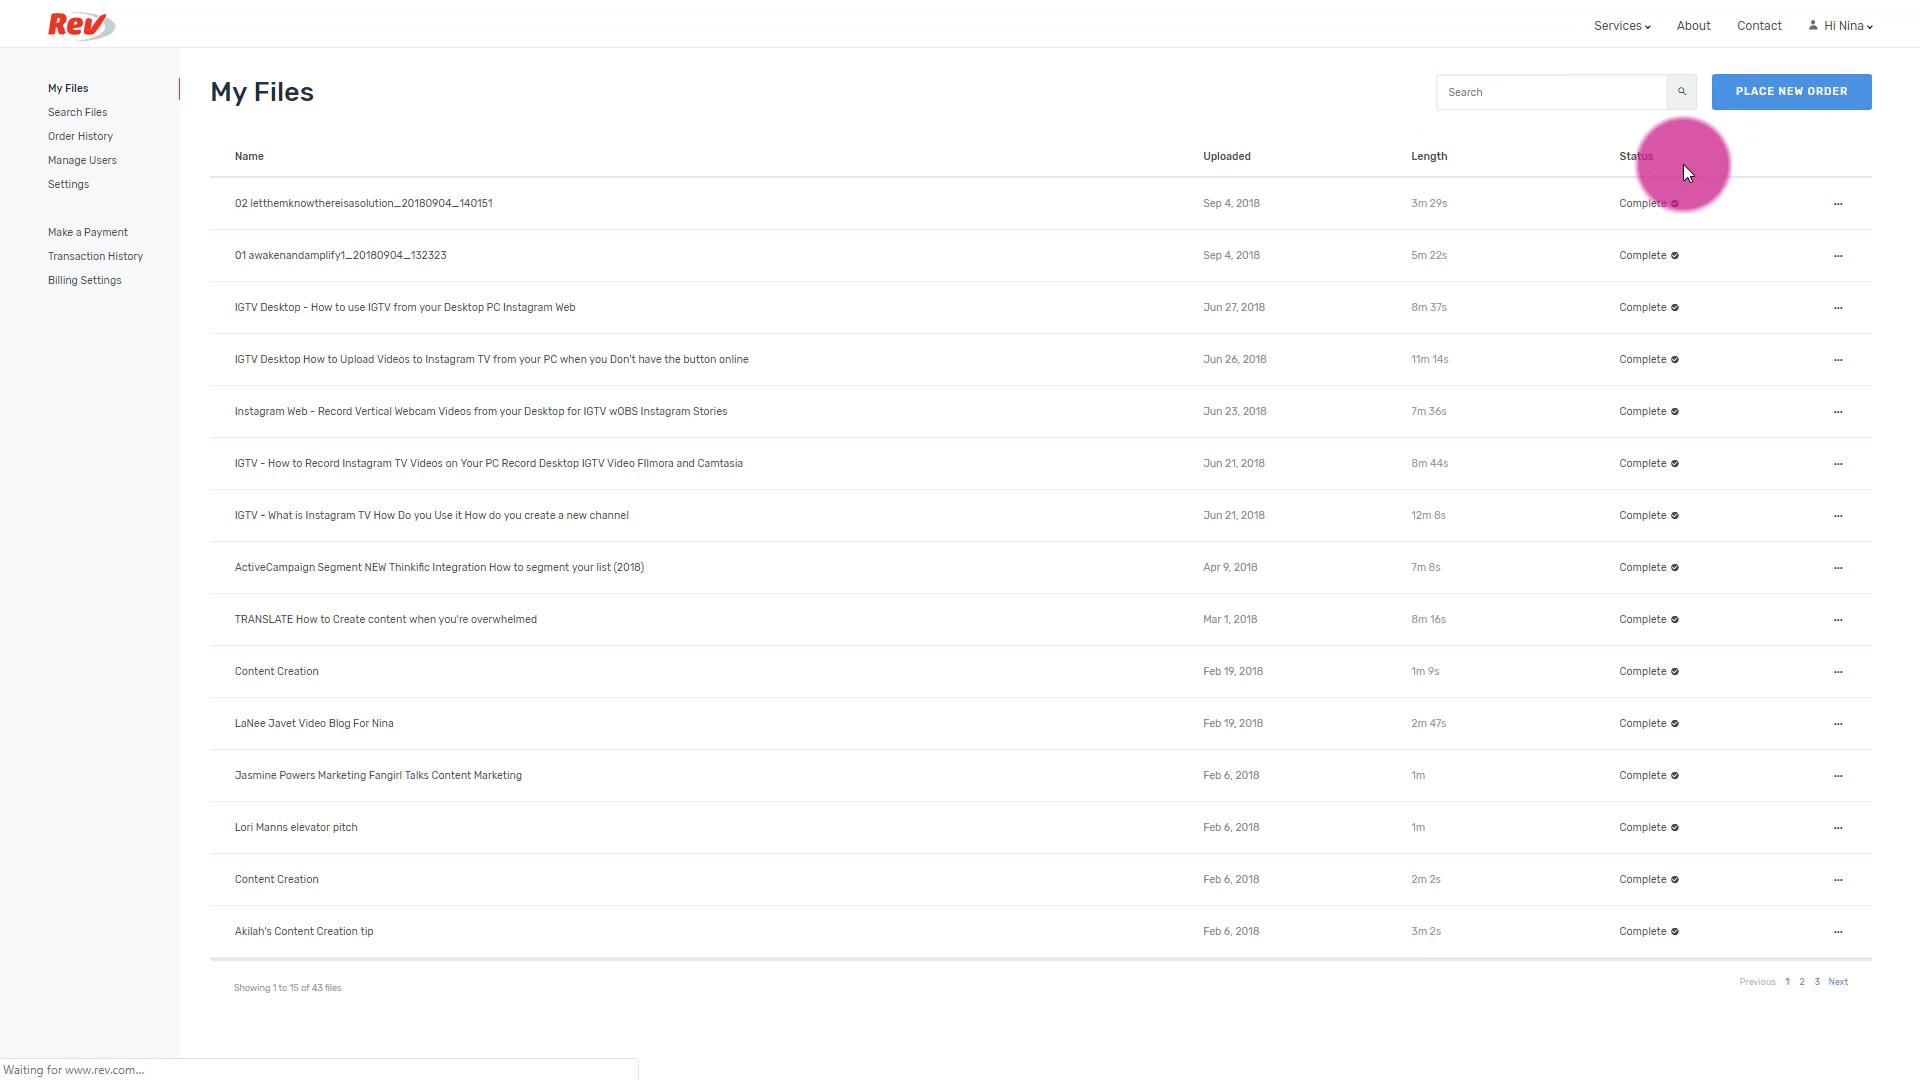 Rev
Services About Contact Hi Nina
My Files
Search Files
Order History
Manage Users
Settings
Make a Payment
Transaction History
Billing Settings
My Files
Search
PLACE NEW ORDER
Name Uploaded Length Status
02 letthemknowthereisasolution_20180904_140151 Sep 4, 2018 3m 29s Complete ...
01 awakenandamplify1_20180904_132323 Sep 4, 2018 5m 22s Complete ...
IGTV Desktop - How to use IGTV from your Desktop PC Instagram Web Jun 27, 2018 8m 37s Complete ...
IGTV Desktop How to Upload Videos to Instagram TV from your PC when you Don't have the button online Jun 26, 2018 11m 14s Complete ...
Instagram Web - Record Vertical Webcam Videos from your Desktop for IGTV wOBS Instagram Stories Jun 23, 2018 7m 36s Complete ...
IGTV - How to Record Instagram TV Videos on Your PC Record Desktop IGTV Video FIlmora and Camtasia Jun 21, 2018 8m 44s Complete ...
IGTV - What is Instagram TV How Do you Use it How do you create a new channel Jun 21, 2018 12m 8s Complete ...
ActiveCampaign Segment NEW Thinkific Integration How to segment your list (2018) Apr 9, 2018 7m 8s Complete ...
TRANSLATE How to Create content when you're overwhelmed Mar 1, 2018 8m 16s Complete ...
Content Creation Feb 19, 2018 1m 9s Complete ...
LaNee Javet Video Blog For Nina Feb 19, 2018 2m 47s Complete ...
Jasmine Powers Marketing Fangirl Talks Content Marketing Feb 6, 2018 1m Complete ...
Lori Manns elevator pitch Feb 6, 2018 1m Complete ...
Content Creation Feb 6, 2018 2m 2s Complete ...
Akilah's Content Creation tip Feb 6, 2018 3m 2s Complete ...
Showing 1 to 15 of 43 files
Previous 1 2 3 Next
Waiting for www.rev.com...